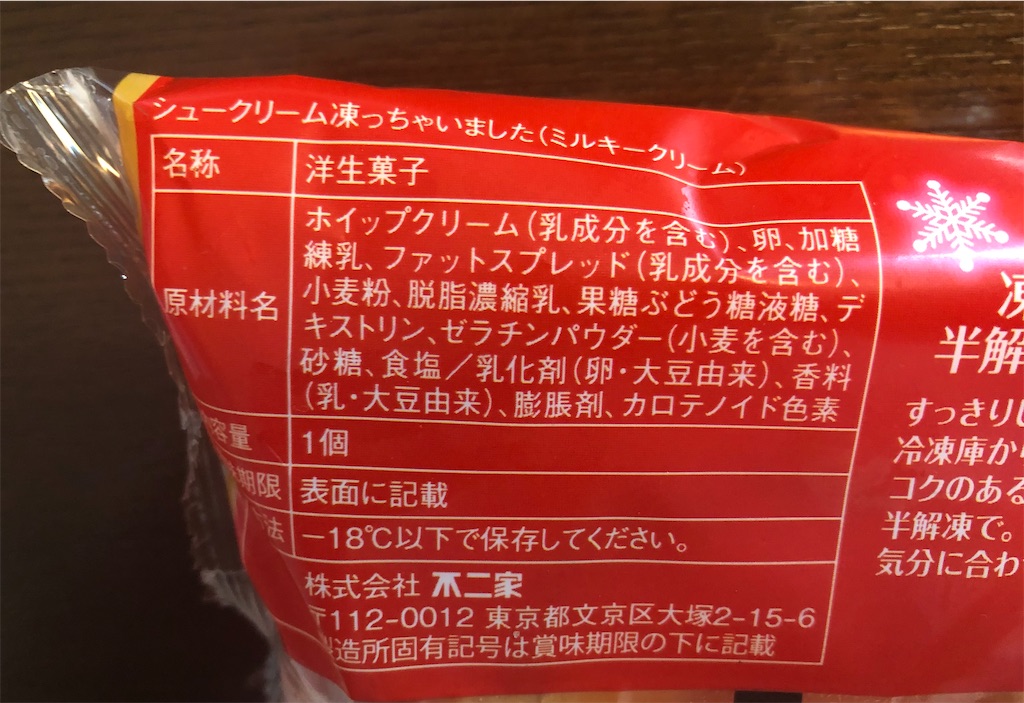 シュークリーム凍っちゃいました(ミルキークリーム)
名称 洋生菓子
原材料名
ホイップクリーム(乳成分を含む)、卵、加糖
練乳、ファットスプレッド(乳成分を含む)、
小麦粉、脱脂濃縮乳、果糖ぶどう糖液糖、デ
キストリン、ゼラチンパウダー(小麦を含む)、
砂糖、食塩/乳化剤(卵・大豆由来)、香料
(乳・大豆由来)、膨脹剤、カロテノイド色素
容量 1個
期限 表面に記載
法 −18℃以下で保存してください。
株式会社 不二家
〒112-0012 東京都文京区大塚2-15-6
造所固有記号は賞味期限の下に記載
凍
半解
すっきり
冷凍庫か
コクのある
半解凍で。
気分に合わ